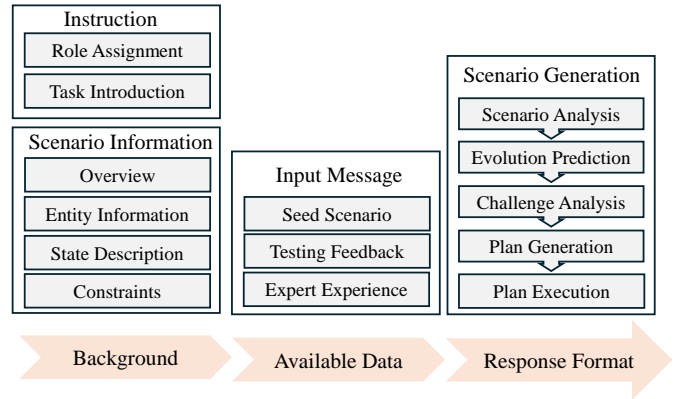 Instruction
Role Assignment
Task Introduction
Scenario Information
Overview
Entity Information
State Description
Constraints
Input Message
Seed Scenario
Testing Feedback
Expert Experience
Scenario Generation
Scenario Analysis
Evolution Prediction
Challenge Analysis
Plan Generation
Plan Execution
Background
Available Data
Response Format